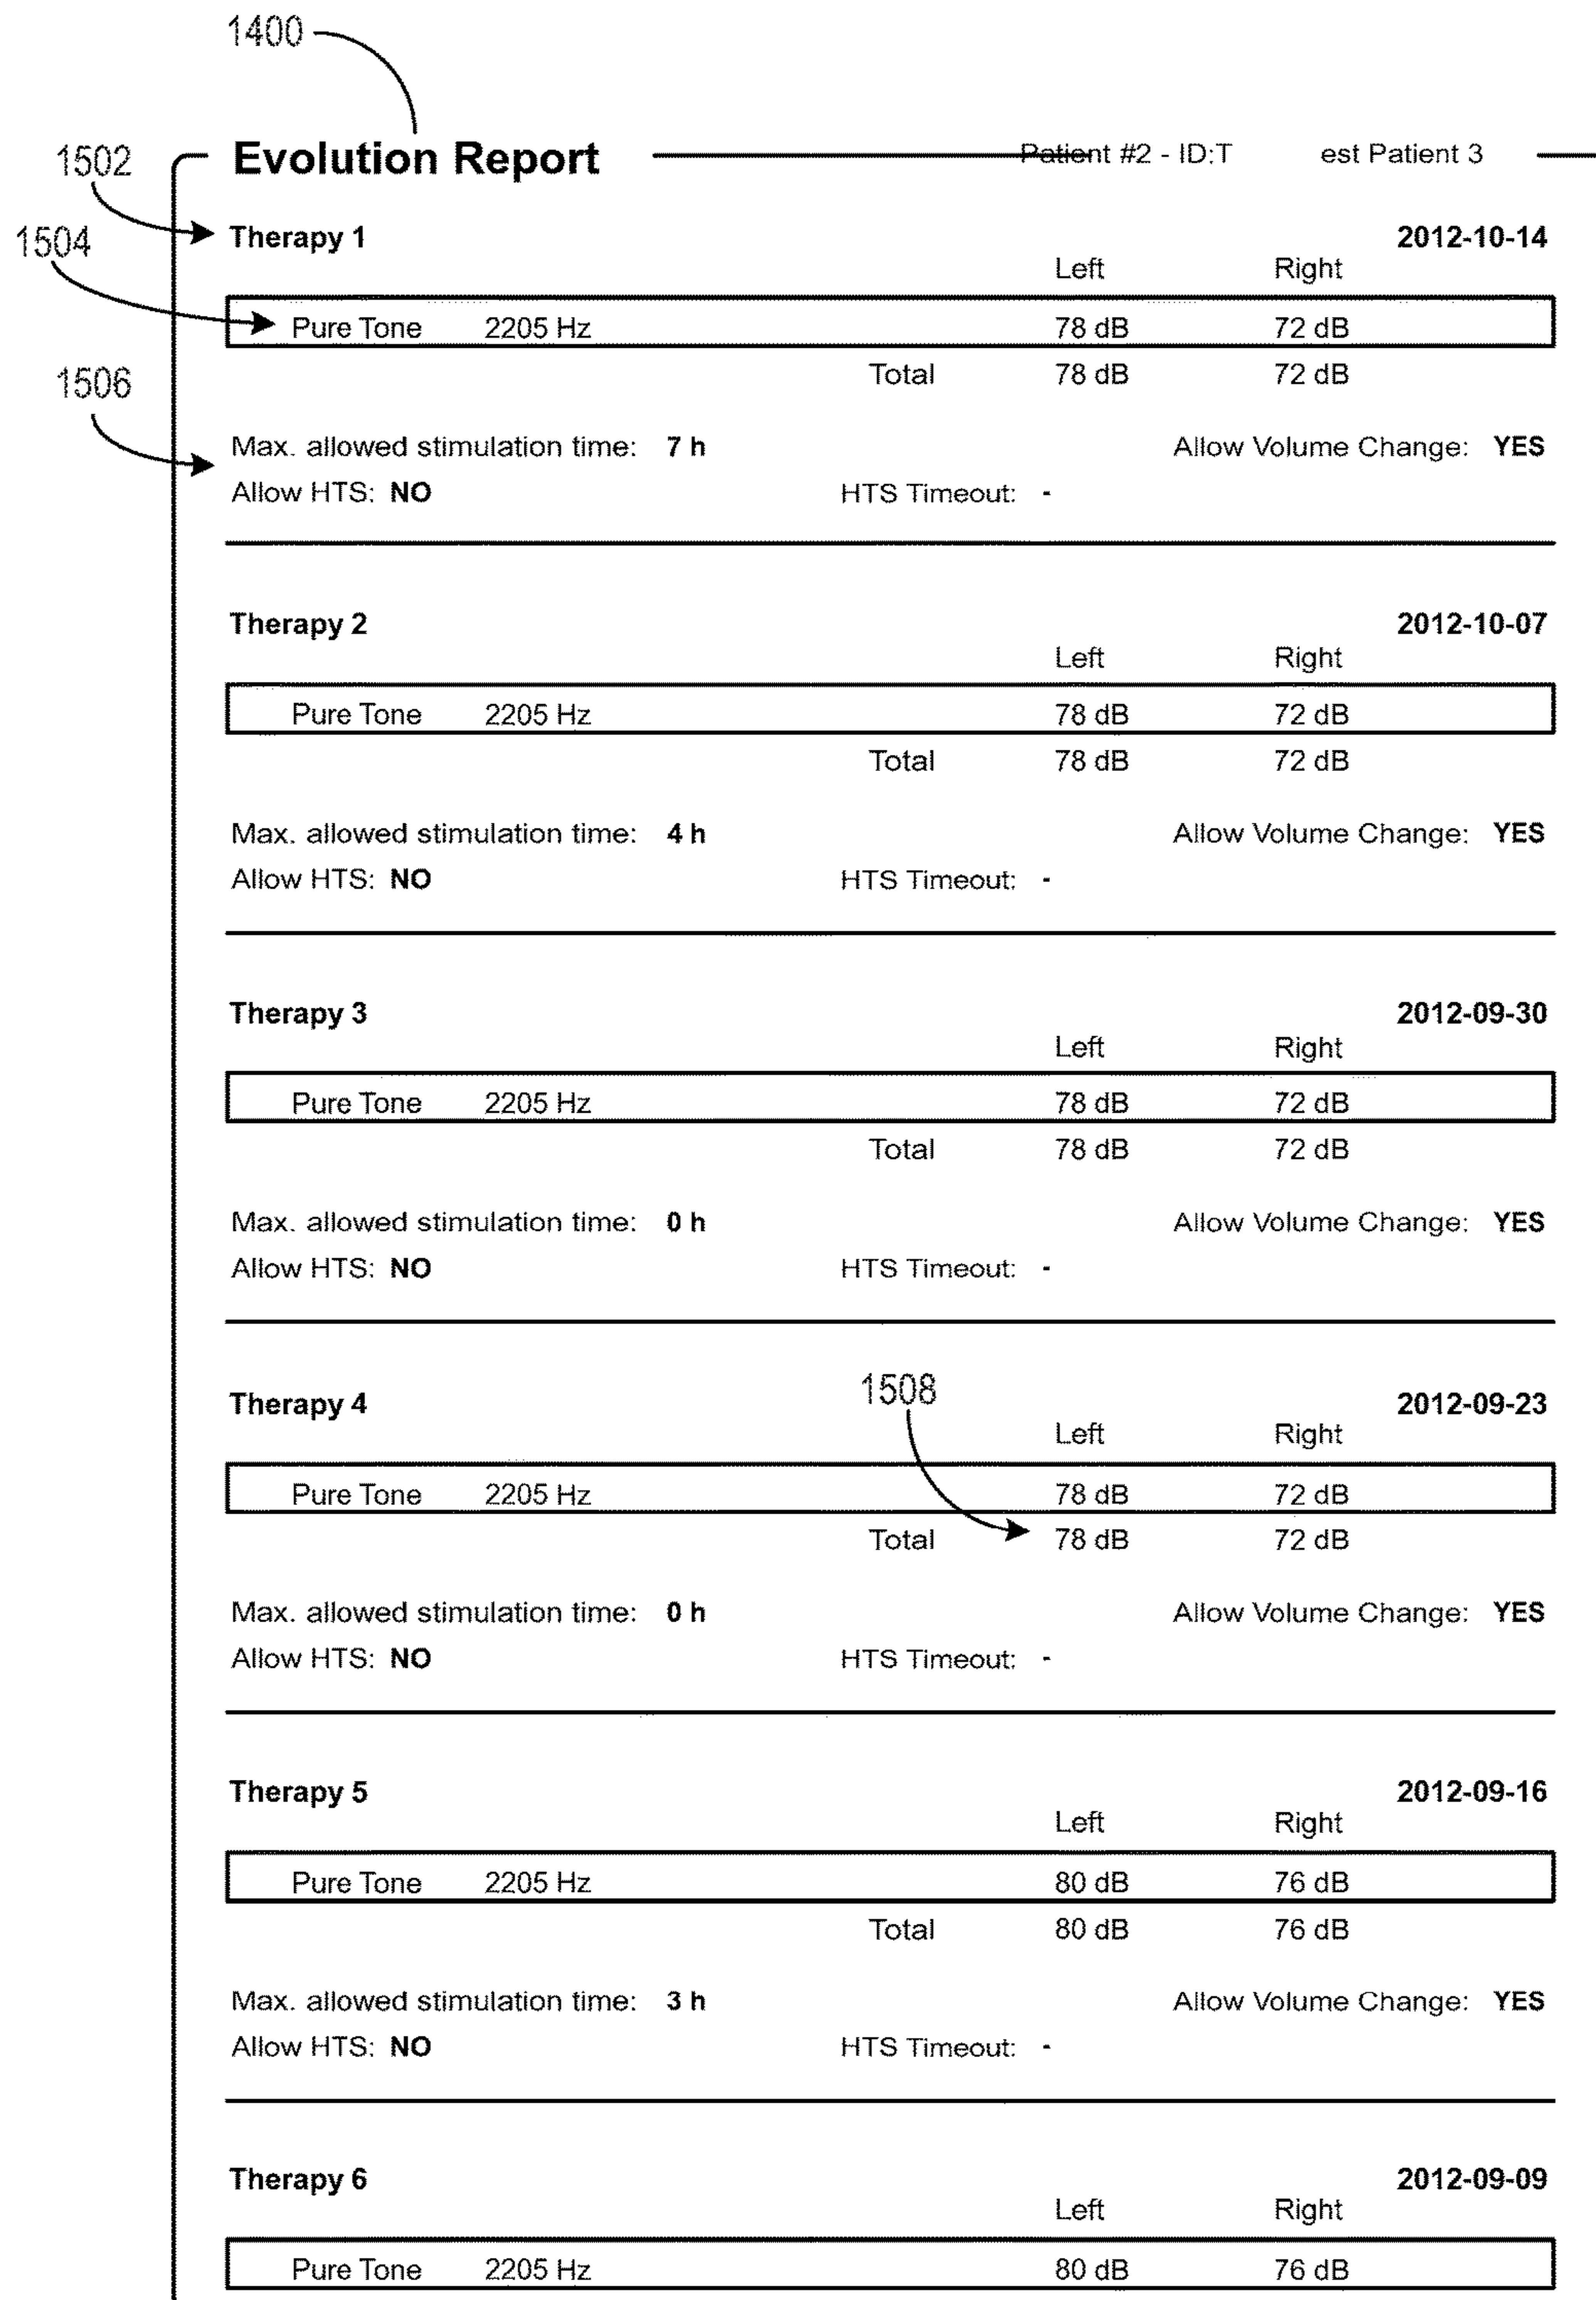 1400
1502
Evolution Report Patient #2 - ID:T est Patient 3
1504
Therapy 1 2012-10-14
Left Right
Pure Tone 2205 Hz 78 dB 72 dB
1506
Total 78 dB 72 dB
Max. allowed stimulation time: 7 h Allow Volume Change: YES
Allow HTS: NO HTS Timeout: -
Therapy 2 2012-10-07
Left Right
Pure Tone 2205 Hz 78 dB 72 dB
Total 78 dB 72 dB
Max. allowed stimulation time: 4 h Allow Volume Change: YES
Allow HTS: NO HTS Timeout: -
Therapy 3 2012-09-30
Left Right
Pure Tone 2205 Hz 78 dB 72 dB
Total 78 dB 72 dB
Max. allowed stimulation time: 0 h Allow Volume Change: YES
Allow HTS: NO HTS Timeout: -
1508
Therapy 4 2012-09-23
Left Right
Pure Tone 2205 Hz 78 dB 72 dB
Total 78 dB 72 dB
Max. allowed stimulation time: 0 h Allow Volume Change: YES
Allow HTS: NO HTS Timeout: -
Therapy 5 2012-09-16
Left Right
Pure Tone 2205 Hz 80 dB 76 dB
Total 80 dB 76 dB
Max. allowed stimulation time: 3 h Allow Volume Change: YES
Allow HTS: NO HTS Timeout: -
Therapy 6 2012-09-09
Left Right
Pure Tone 2205 Hz 80 dB 76 dB